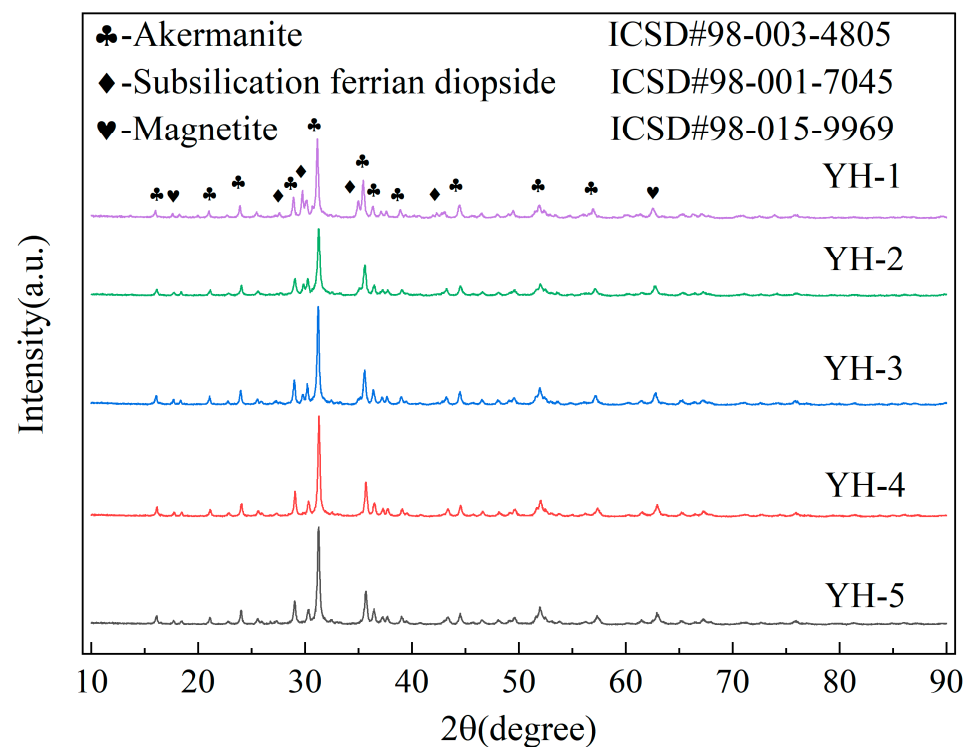 ♣-Akermanite ICSD#98-003-4805
♦-Subsilication ferrian diopside ICSD#98-001-7045
♥-Magnetite ICSD#98-015-9969
YH-1
YH-2
YH-3
YH-4
YH-5
Intensity(a.u.)
10 20 30 40 50 60 70 80 90
2θ(degree)